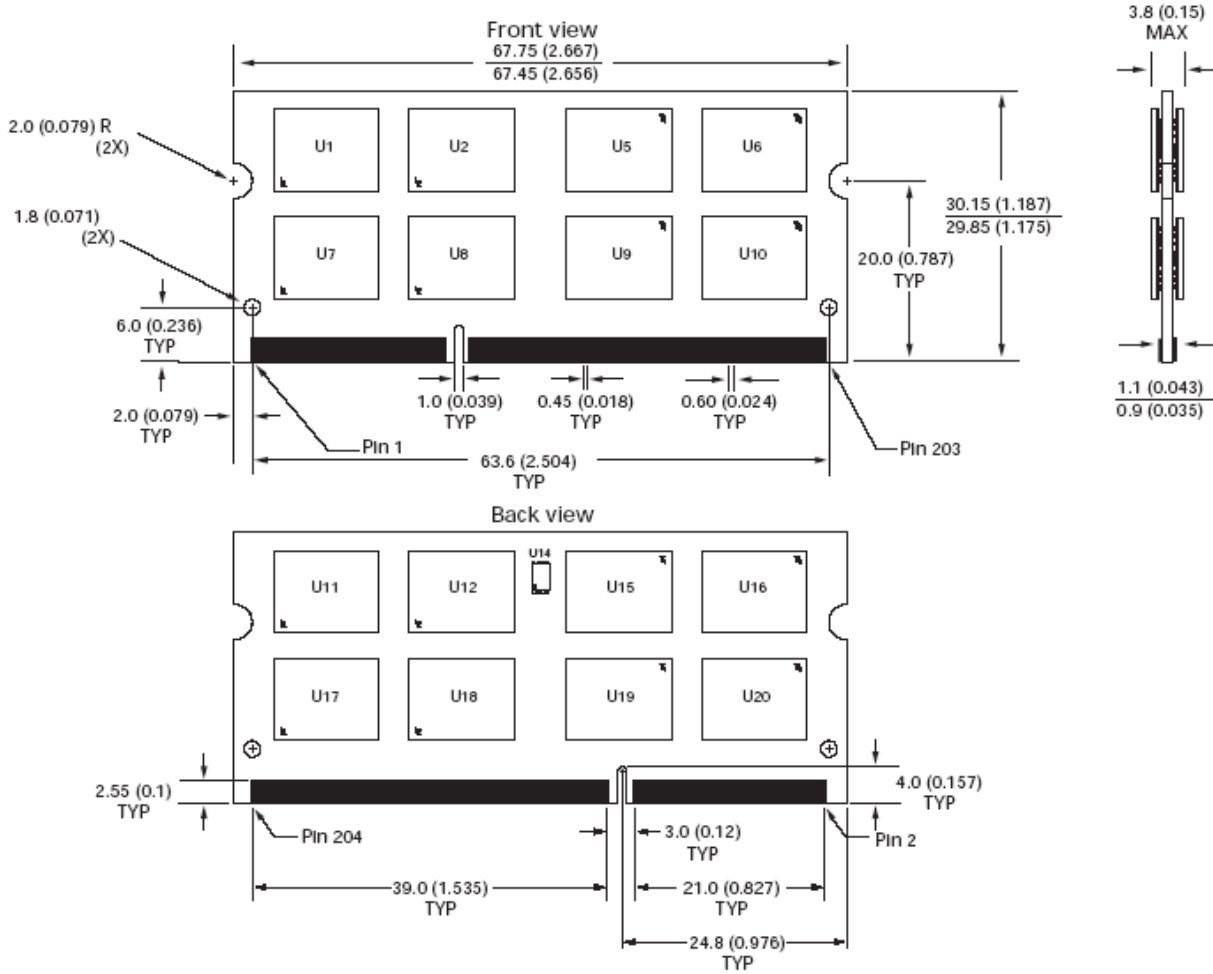 Front view
67.75 (2.667)
67.45 (2.656)
3.8 (0.15)
MAX
2.0 (0.079) R
(2X)
U1
U2
U5
U6
1.8 (0.071)
(2X)
30.15 (1.187)
29.85 (1.175)
U7
U8
U9
U10
20.0 (0.787)
TYP
6.0 (0.236)
TYP
2.0 (0.079)
TYP
1.0 (0.039)
TYP
0.45 (0.018)
TYP
0.60 (0.024)
TYP
1.1 (0.043)
0.9 (0.035)
Pin 1
Pin 203
63.6 (2.504)
TYP
Back view
U14
U11
U12
U15
U16
U17
U18
U19
U20
2.55 (0.1)
TYP
4.0 (0.157)
TYP
Pin 204
3.0 (0.12)
TYP
Pin 2
39.0 (1.535)
TYP
21.0 (0.827)
TYP
24.8 (0.976)
TYP